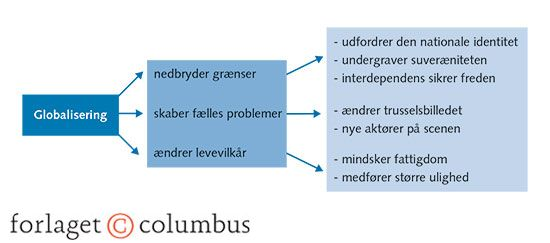 Globalisering
nedbryder grænser
skaber fælles problemer
ændrer levevilkår
- udfordrer den nationale identitet
- undergraver suveræniteten
- interdependens sikrer freden
- ændrer trusselsbilledet
- nye aktører på scenen
- mindsker fattigdom
- medfører større ulighed
forlaget © columbus